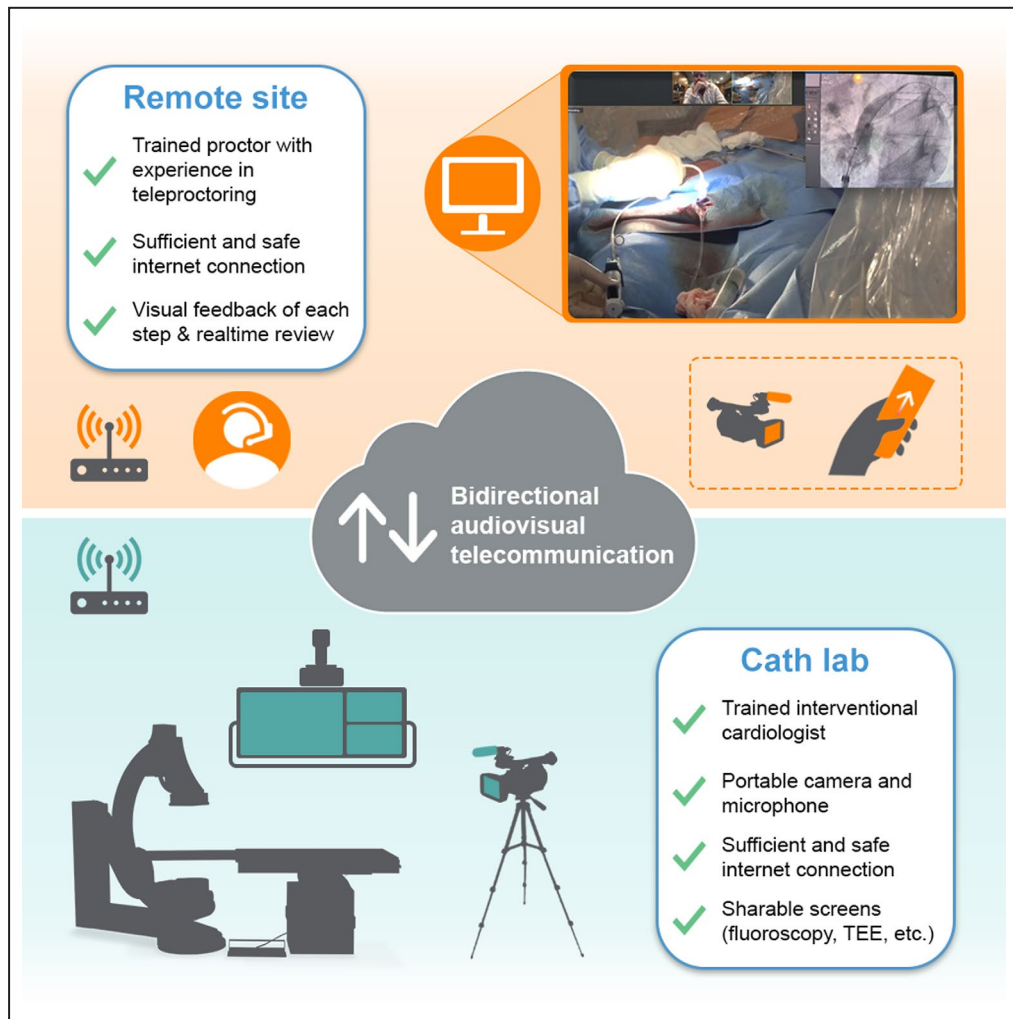 Remote site
Trained proctor with
experience in
teleproctoring
Sufficient and safe
internet connection
Visual feedback of each
step & realtime review
Bidirectional
audiovisual
telecommunication
Cath lab
Trained interventional
cardiologist
Portable camera and
microphone
Sufficient and safe
internet connection
Sharable screens
(fluoroscopy, TEE, etc.)